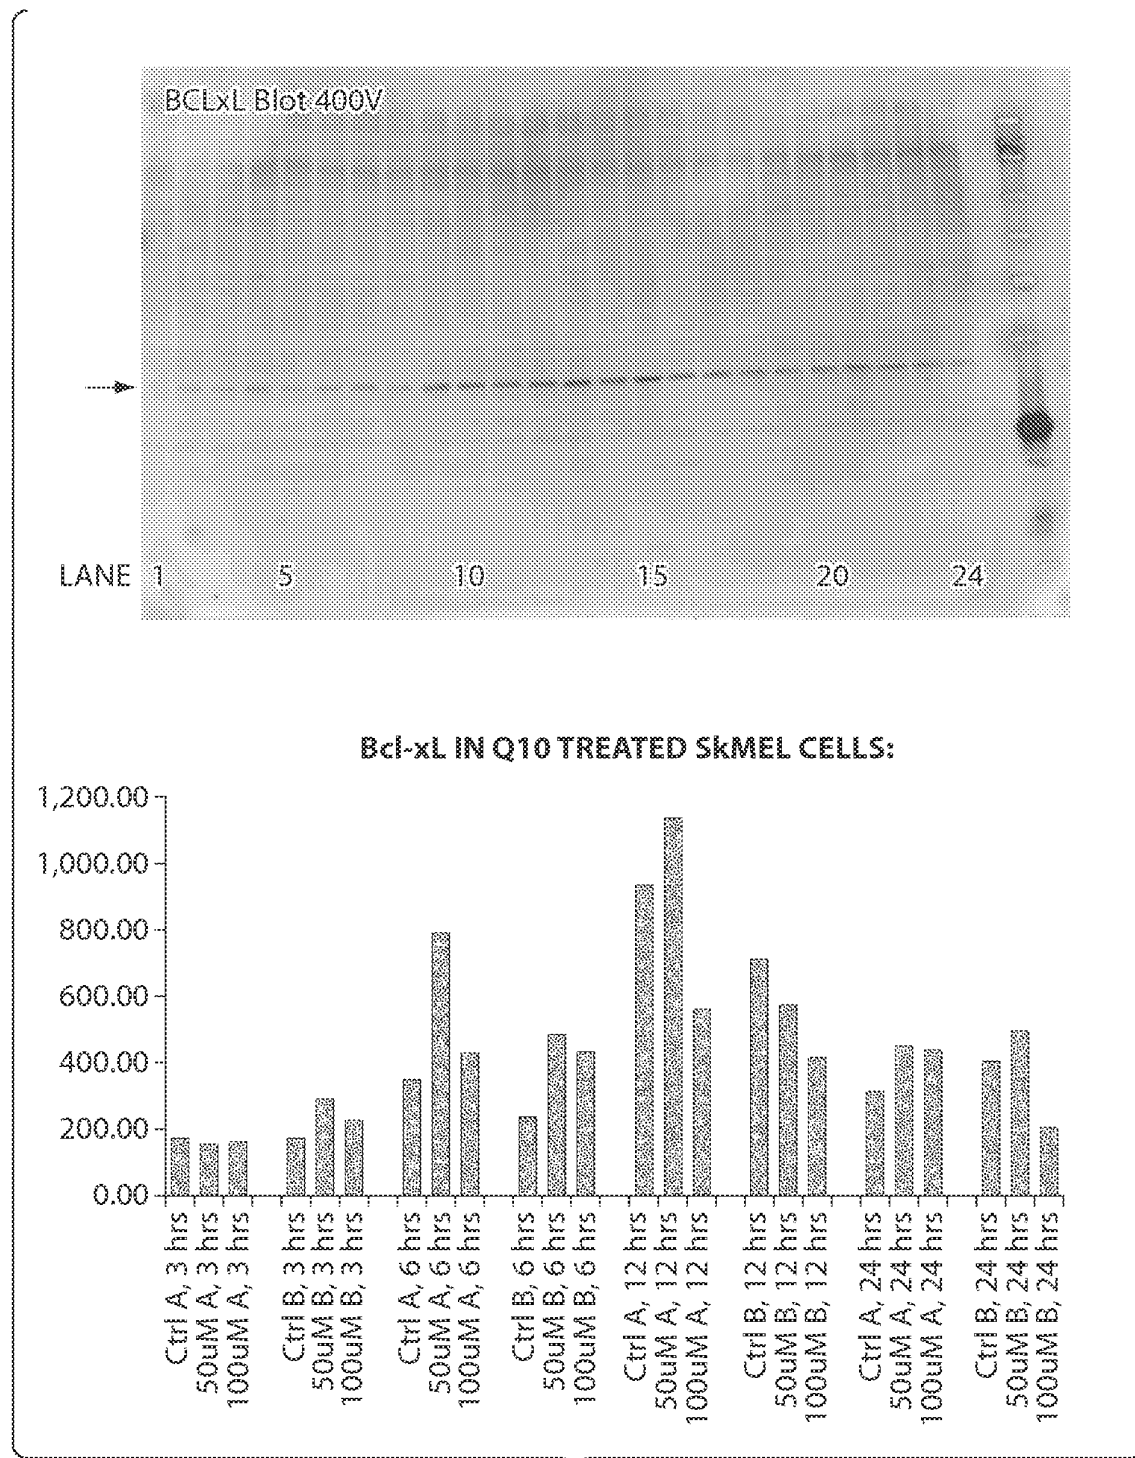 BCLxL Blot 400V
LANE 1 5 10 15 20 24
Bcl-xL IN Q10 TREATED SkMEL CELLS:
1,200.00
1,000.00
800.00
600.00
400.00
200.00
0.00
Ctrl A, 3 hrs
50uM A, 3 hrs
100uM A, 3 hrs
Ctrl B, 3 hrs
50uM B, 3 hrs
100uM B, 3 hrs
Ctrl A, 6 hrs
50uM A, 6 hrs
100uM A, 6 hrs
Ctrl B, 6 hrs
50uM B, 6 hrs
100uM B, 6 hrs
Ctrl A, 12 hrs
50uM A, 12 hrs
100uM A, 12 hrs
Ctrl B, 12 hrs
50uM B, 12 hrs
100uM B, 12 hrs
Ctrl A, 24 hrs
50uM A, 24 hrs
100uM A, 24 hrs
Ctrl B, 24 hrs
50uM B, 24 hrs
100uM B, 24 hrs